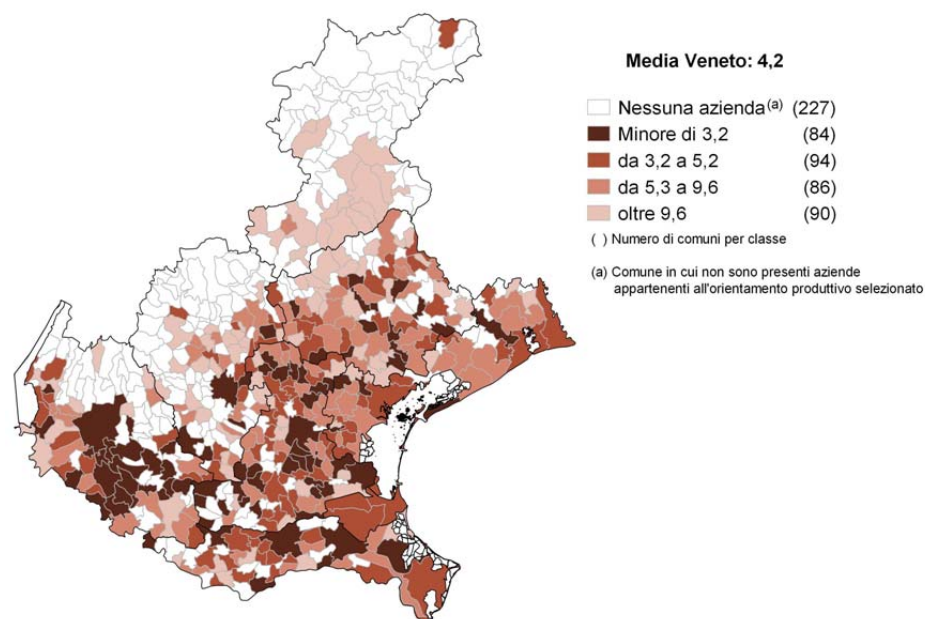 Media Veneto: 4,2
Nessuna azienda(a) (227)
Minore di 3,2 (84)
da 3,2 a 5,2 (94)
da 5,3 a 9,6 (86)
oltre 9,6 (90)
( ) Numero di comuni per classe
(a) Comune in cui non sono presenti aziende
appartenenti all'orientamento produttivo selezionato